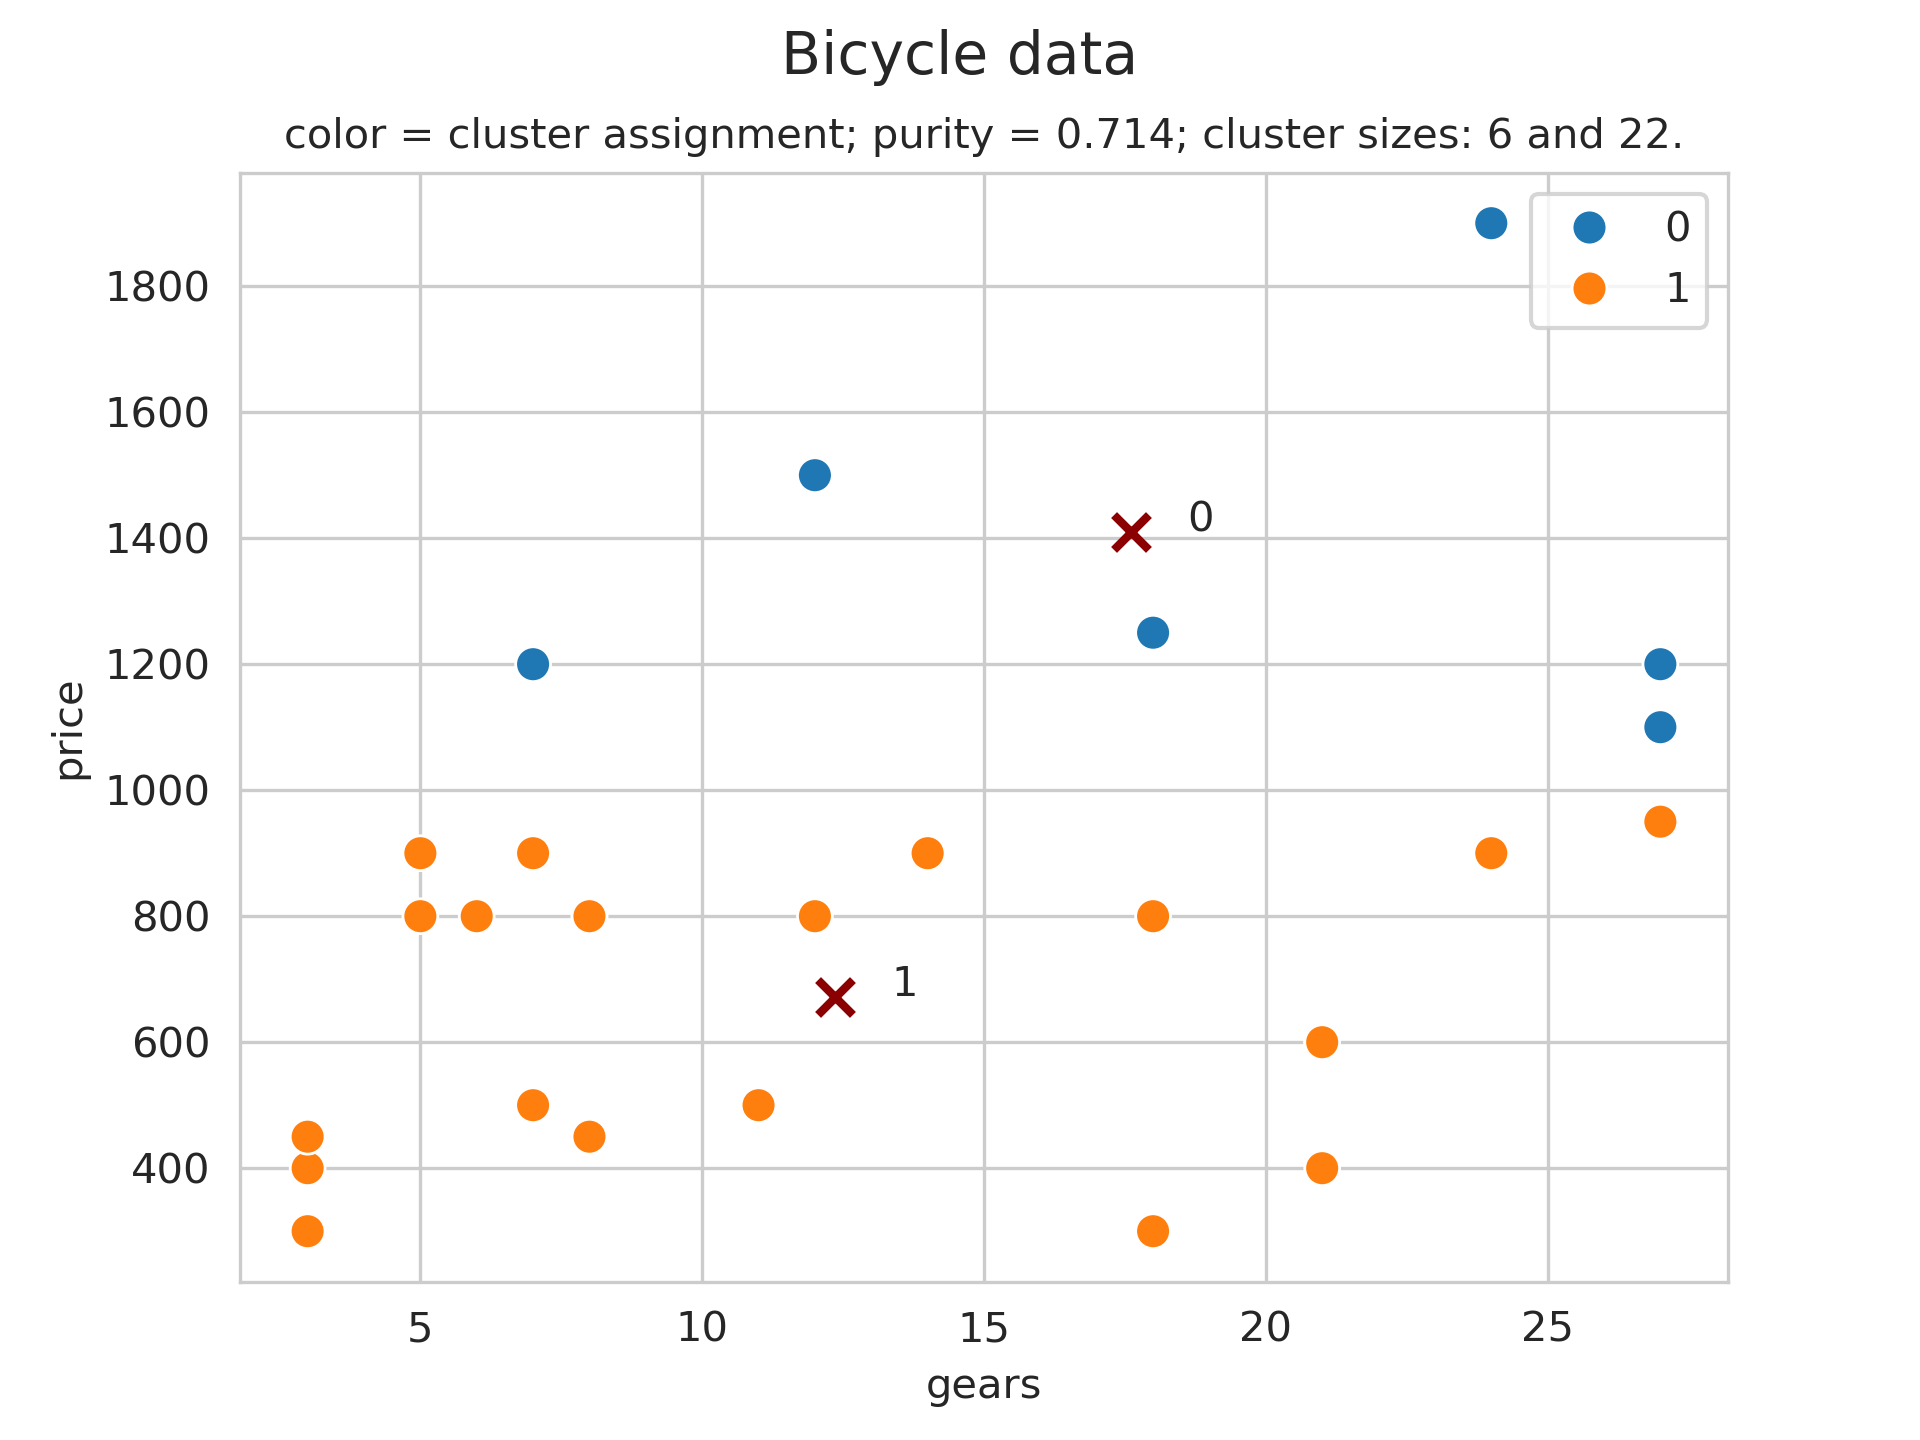 Bicycle data
color = cluster assignment; purity = 0.714; cluster sizes: 6 and 22.
0
1
1800
1600
1400
1200
1000
800
600
400
price
0
1
5 10 15 20 25
gears